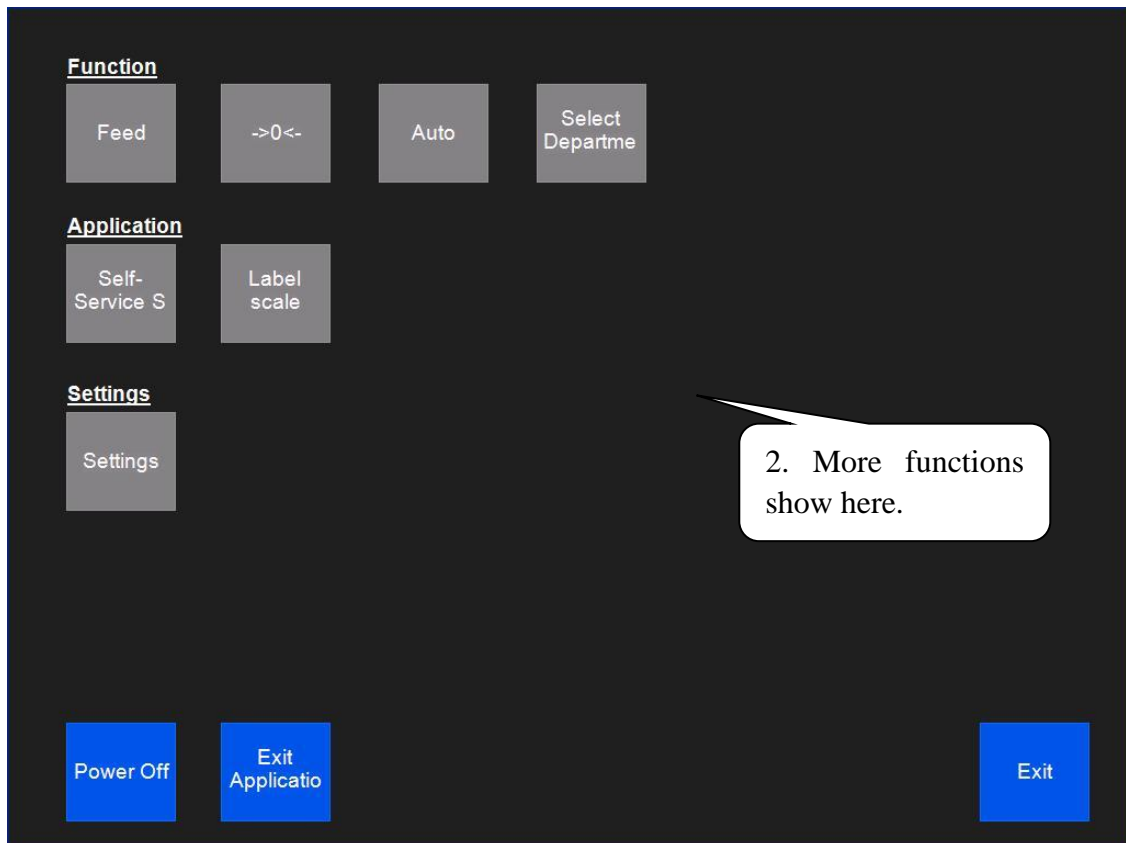 Function
Feed
->0<-
Auto
Select
Departme
Application
Self-
Service S
Label
scale
Settings
Settings
2. More functions
show here.
Power Off
Exit
Applicatio
Exit